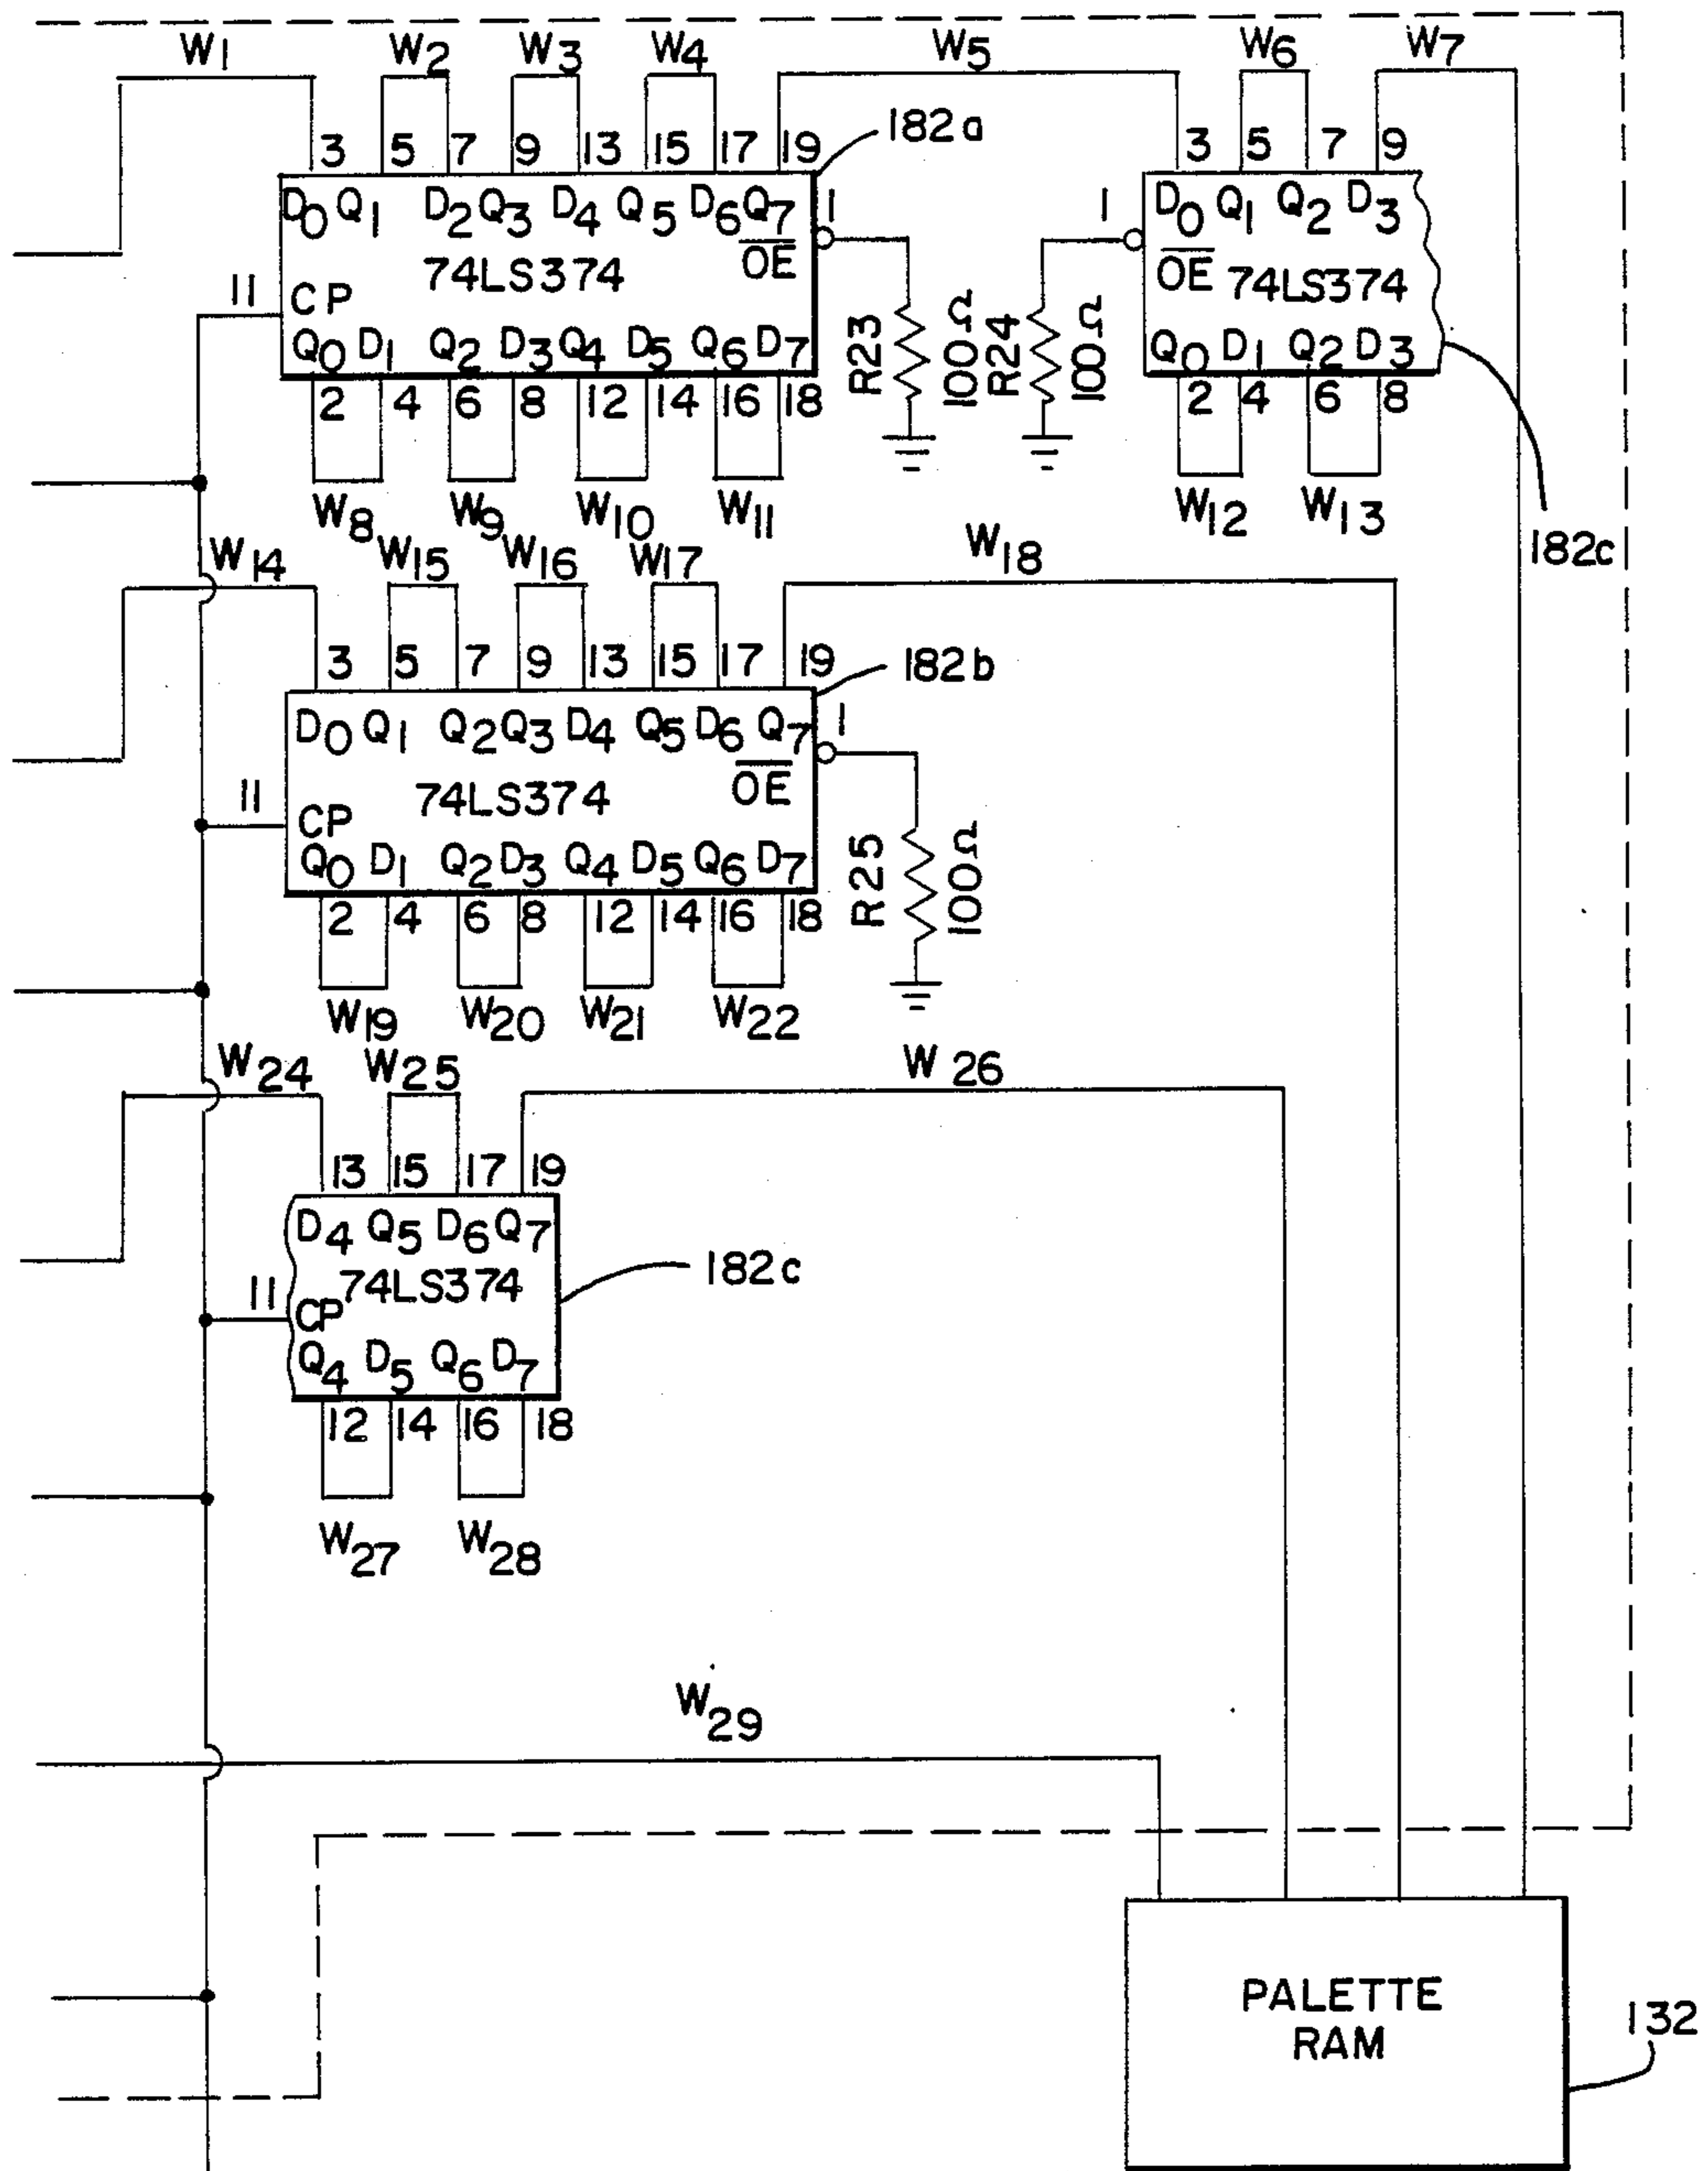 W1 W2 W3 W4 W5 W6 W7
3 5 7 9 13 15 17 19
182a
3 5 7 9
D0 Q1 D2 Q3 D4 Q5 D6 Q7
1
1
D0 Q1 Q2 D3
74LS374
OE
OE
74LS374
11
CP
Q0 D1 Q2 D3 Q4 D5 Q6 D7
R23
100Ω
R24
100Ω
Q0 D1 Q2 D3
2 4 6 8 12 14 16 18
2 4 6 8
W8 W9 W10 W11
W12 W13
182c
W14 W15 W16 W17 W18
3 5 7 9 13 15 17 19
182b
D0 Q1 Q2 Q3 D4 Q5 D6 Q7
1
74LS374
OE
11
CP
Q0 D1 Q2 D3 Q4 D5 Q6 D7
R25
100Ω
2 4 6 8 12 14 16 18
W19 W20 W21 W22
W24 W25 W26
13 15 17 19
D4 Q5 D6 Q7
74LS374
182c
11
CP
Q4 D5 Q6 D7
12 14 16 18
W27 W28
W29
PALETTE
RAM
132